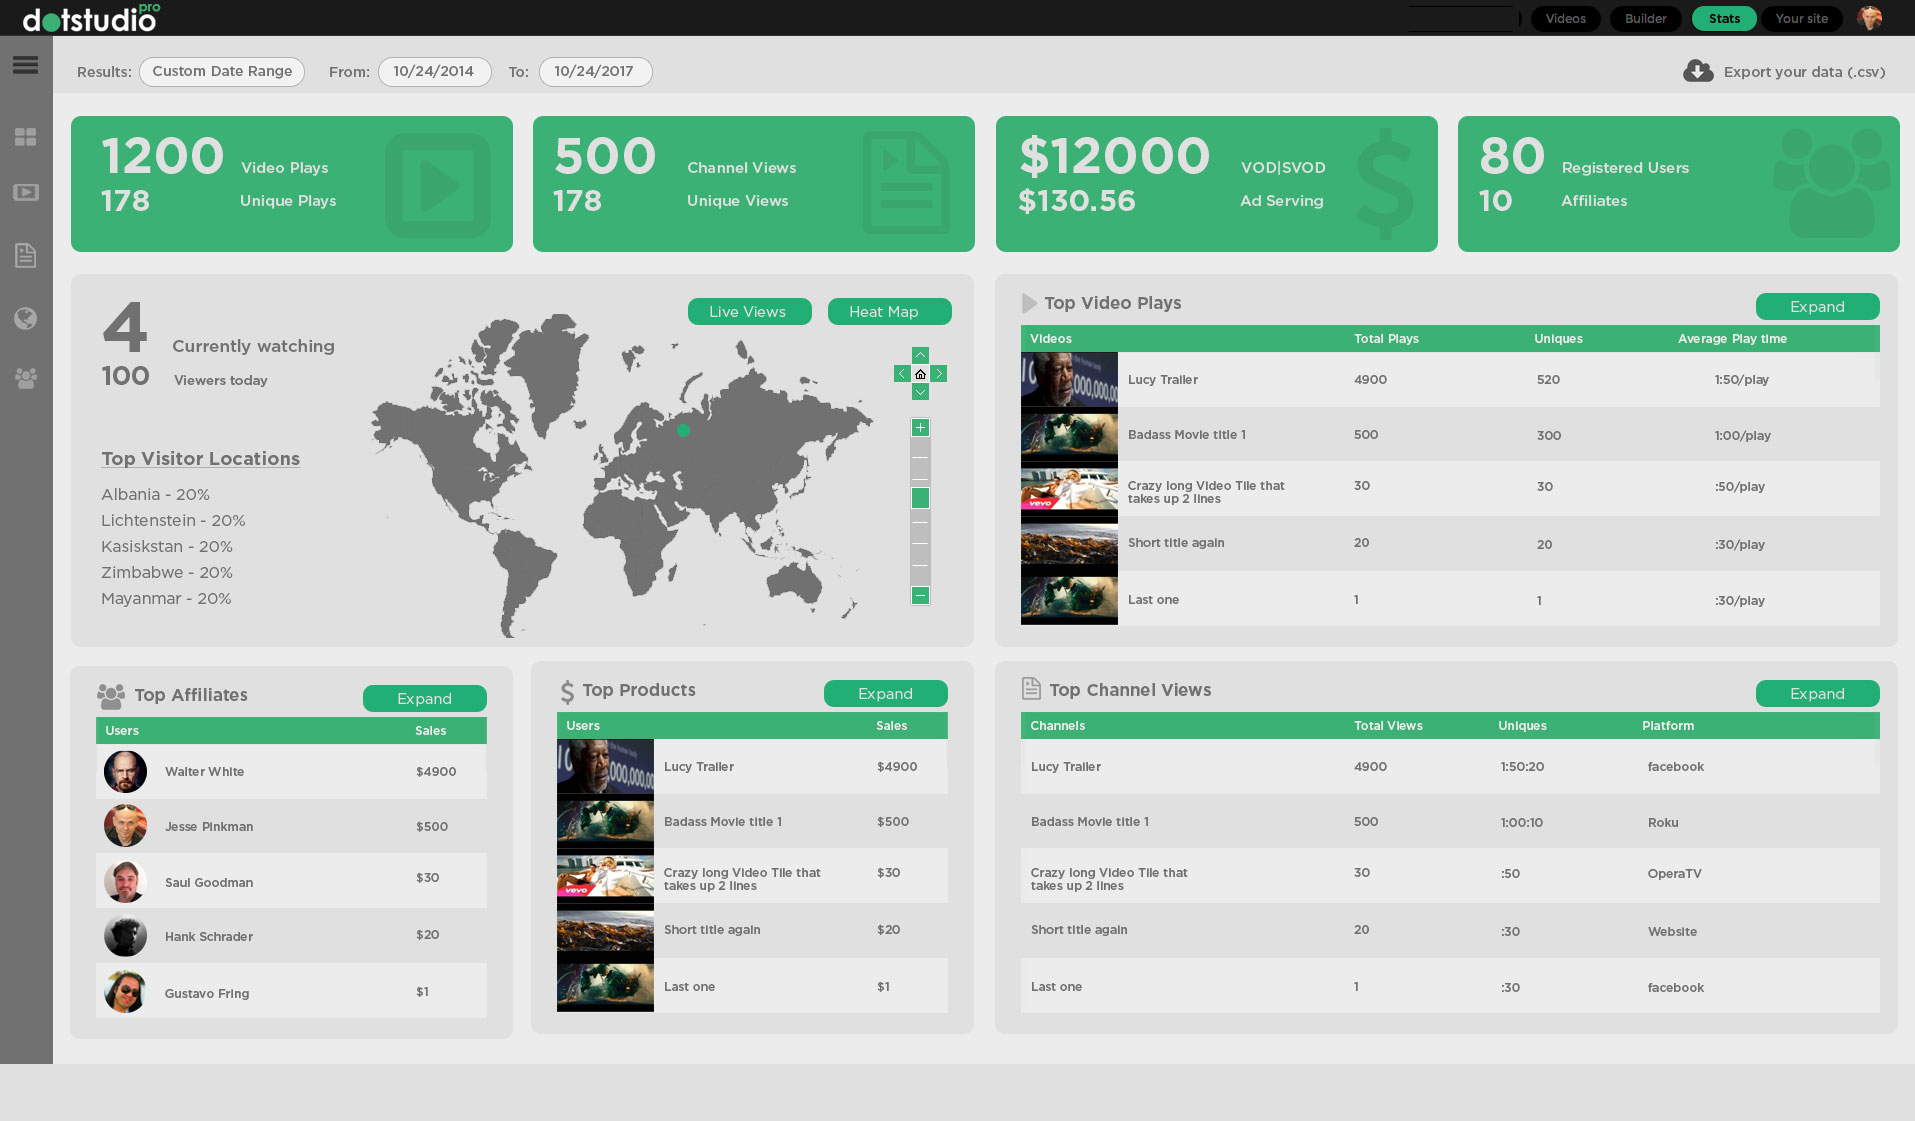 dotstudio pro
Videos Builder Stats Your site
Results: Custom Date Range From: 10/24/2014 To: 10/24/2017 Export your data (.csv)
1200 Video Plays
178 Unique Plays
500 Channel Views
178 Unique Views
$12000 VOD|SVOD
$130.56 Ad Serving
80 Registered Users
10 Affiliates
4 Currently watching
100 Viewers today
Live Views Heat Map
Top Visitor Locations
Albania - 20%
Lichtenstein - 20%
Kasiskstan - 20%
Zimbabwe - 20%
Mayanmar - 20%
Top Video Plays Expand
Videos Total Plays Uniques Average Play time
Lucy Trailer 4900 520 1:50/play
Badass Movie title 1 500 300 1:00/play
Crazy long Video Tile that 30 30 :50/play
takes up 2 lines
vevo
Short title again 20 20 :30/play
Last one 1 1 :30/play
Top Affiliates Expand
Users Sales
Walter White $4900
Jesse Pinkman $500
Saul Goodman $30
Hank Schrader $20
Gustavo Fring $1
Top Products Expand
Users Sales
Lucy Trailer $4900
Badass Movie title 1 $500
Crazy long Video Tile that $30
takes up 2 lines
vevo
Short title again $20
Last one $1
Top Channel Views Expand
Channels Total Views Uniques Platform
Lucy Trailer 4900 1:50:20 facebook
Badass Movie title 1 500 1:00:10 Roku
Crazy long Video Tile that 30 :50 OperaTV
takes up 2 lines
Short title again 20 :30 Website
Last one 1 :30 facebook